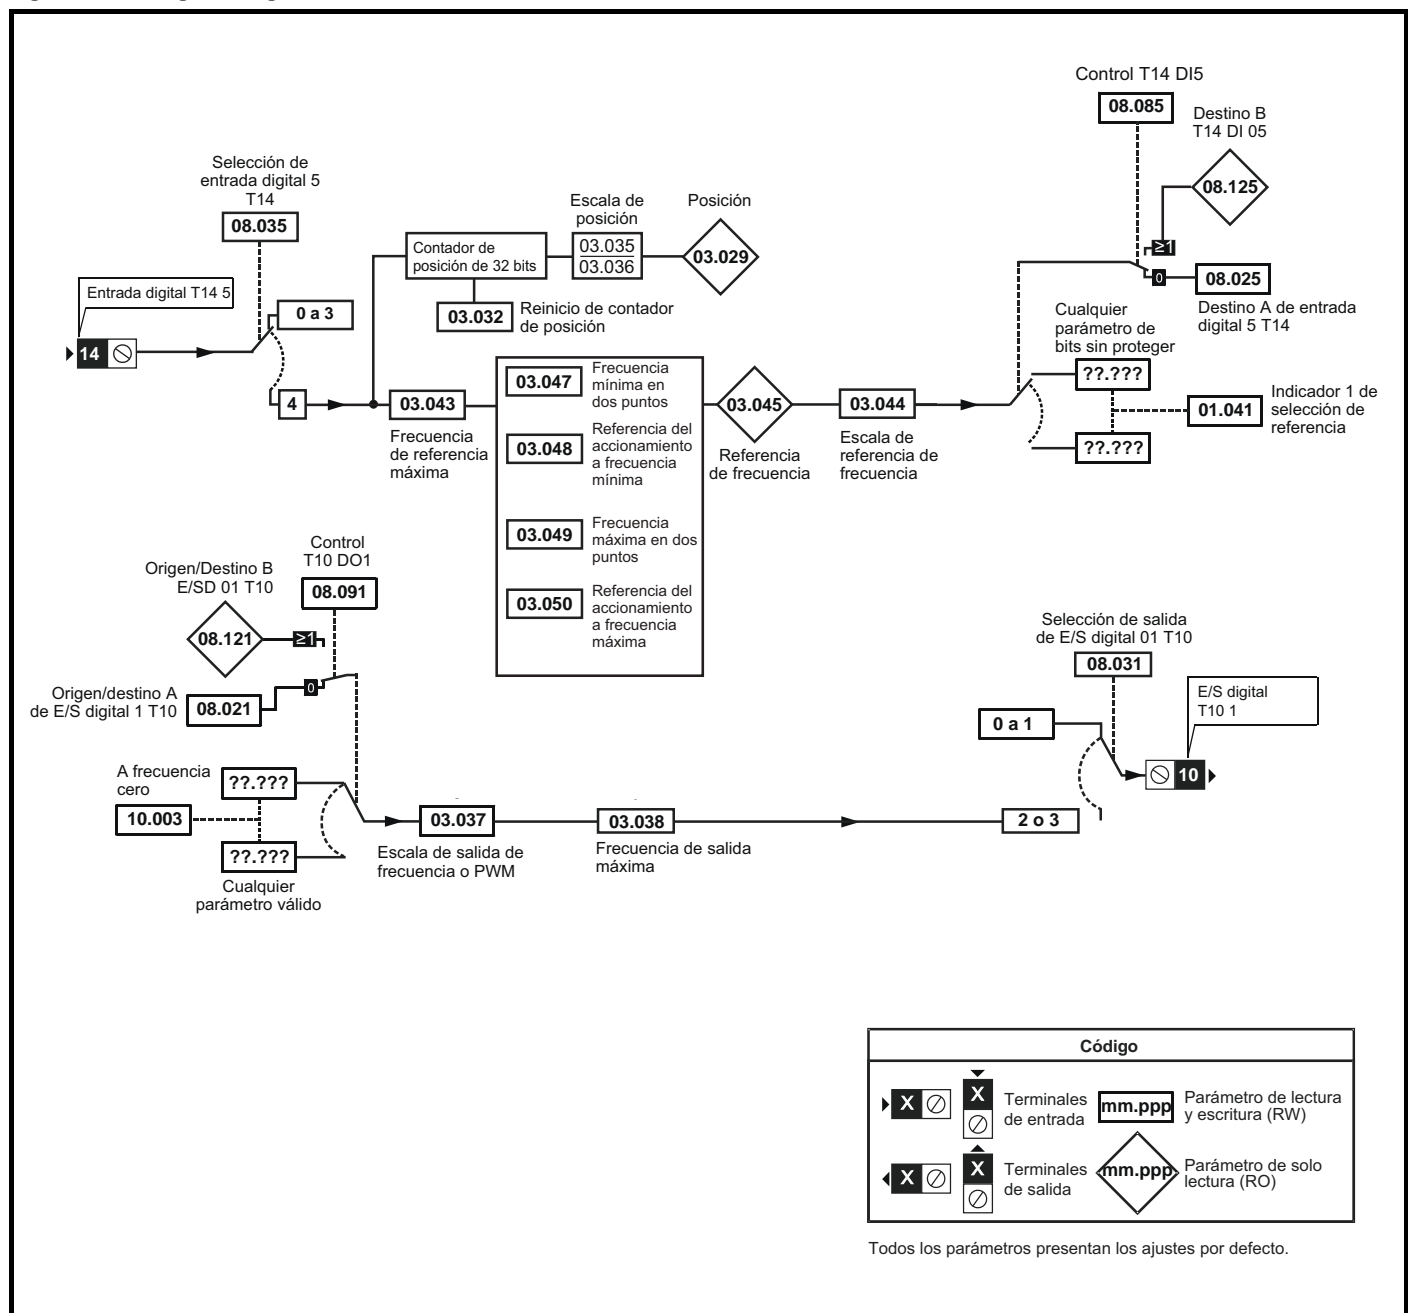 Control T14 DI5
08.085
Destino B
T14 DI 05
08.125
≥1
0
08.025
Destino A de entrada
digital 5 T14
Selección de
entrada digital 5
T14
08.035
Entrada digital T14 5
14
0 a 3
4
Contador de
posición de 32 bits
03.032
Reinicio de contador
de posición
Escala de
posición
03.035
03.036
Posición
03.029
03.043
Frecuencia
de referencia
máxima
03.047
Frecuencia
mínima en
dos puntos
03.048
Referencia del
accionamiento
a frecuencia
mínima
03.049
Frecuencia
máxima en dos
puntos
03.050
Referencia del
accionamiento
a frecuencia
máxima
03.045
Referencia
de frecuencia
03.044
Escala de
referencia de
frecuencia
Cualquier
parámetro de
bits sin proteger
??.???
??.???
01.041
Indicador 1 de
selección de
referencia
Origen/Destino B
E/SD 01 T10
08.121
≥1
Control
T10 DO1
08.091
0
Origen/destino A
de E/S digital 1 T10
08.021
A frecuencia
cero
10.003
??.???
??.???
Cualquier
parámetro válido
03.037
Escala de salida de
frecuencia o PWM
03.038
Frecuencia de salida
máxima
2 o 3
0 a 1
Selección de salida
de E/S digital 01 T10
08.031
E/S digital
T10 1
10
Código
X
X
Terminales
de entrada
mm.ppp
Parámetro de lectura
y escritura (RW)
X
X
Terminales
de salida
mm.ppp
Parámetro de solo
lectura (RO)
Todos los parámetros presentan los ajustes por defecto.